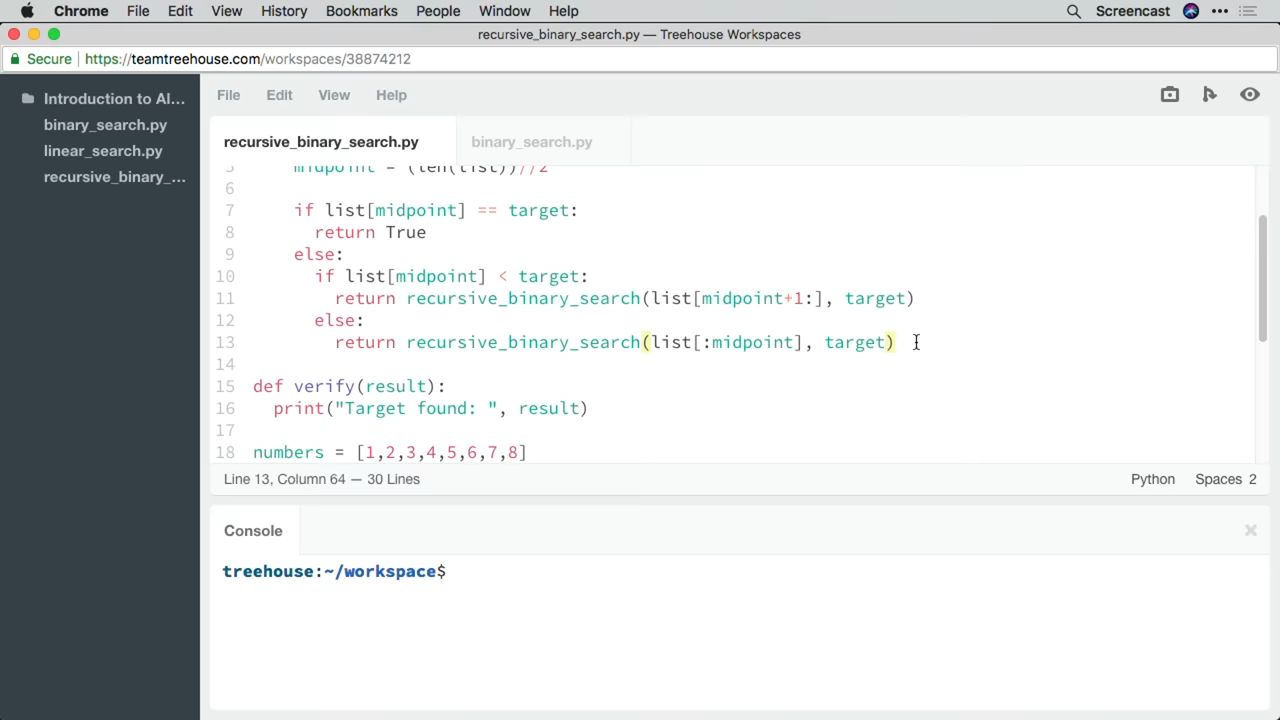 Chrome File Edit View History Bookmarks People Window Help Screencast
recursive_binary_search.py — Treehouse Workspaces
Secure https://teamtreehouse.com/workspaces/38874212
Introduction to Al...
binary_search.py
linear_search.py
recursive_binary_...
File Edit View Help
recursive_binary_search.py binary_search.py
5 midpoint = (len(list))//2
6
7 if list[midpoint] == target:
8 return True
9 else:
10 if list[midpoint] < target:
11 return recursive_binary_search(list[midpoint+1:], target)
12 else:
13 return recursive_binary_search(list[:midpoint], target)
14
15 def verify(result):
16 print("Target found: ", result)
17
18 numbers = [1,2,3,4,5,6,7,8]
Line 13, Column 64 — 30 Lines Python Spaces 2
Console
treehouse:~/workspace$